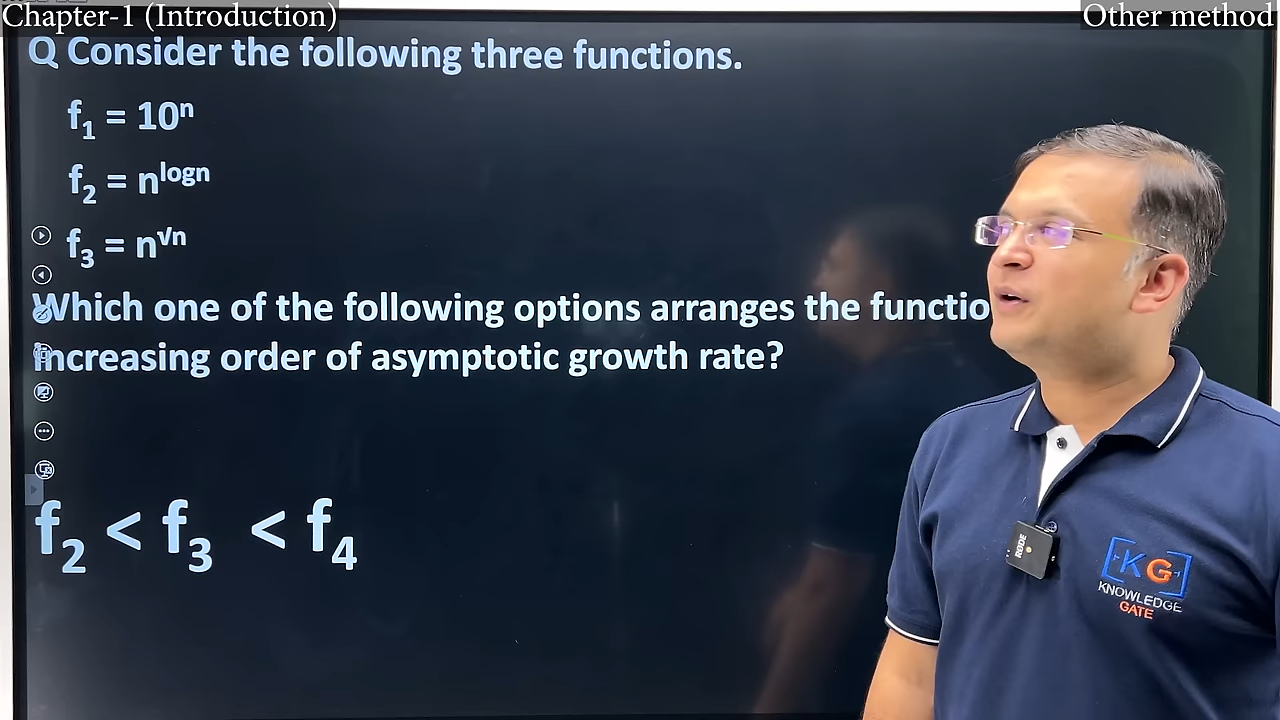 Chapter-1 (Introduction)
Other method
Q Consider the following three functions.
f₁ = 10ⁿ
f₂ = nˡᵒᵍⁿ
f₃ = n^√n
Which one of the following options arranges the functio
increasing order of asymptotic growth rate?
f₂ < f₃ < f₄
RØDE
KG
KNOWLEDGE
GATE